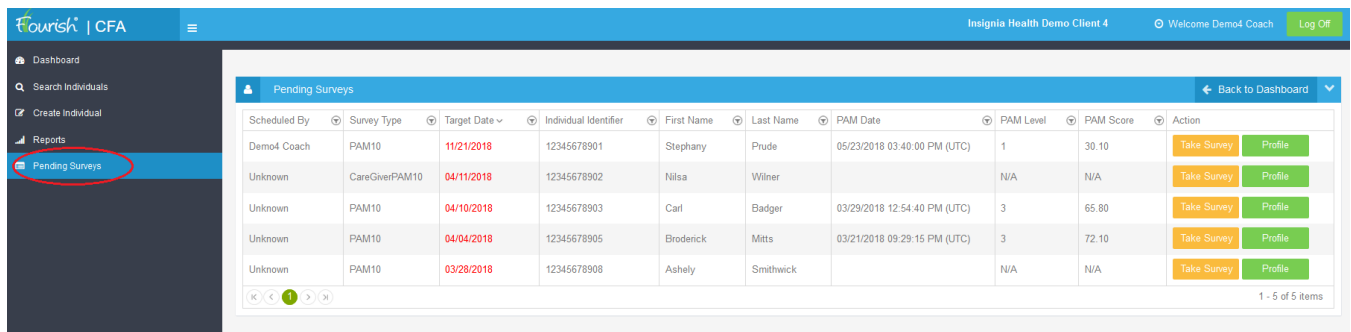 Flourish | CFA
Insignia Health Demo Client 4 Welcome Demo4 Coach Log Off
Dashboard
Search Individuals
Create Individual
Reports
Pending Surveys
Pending Surveys Back to Dashboard
Scheduled By Survey Type Target Date Individual Identifier First Name Last Name PAM Date PAM Level PAM Score Action
Demo4 Coach PAM10 11/21/2018 12345678901 Stephany Prude 05/23/2018 03:40:00 PM (UTC) 1 30.10 Take Survey Profile
Unknown CareGiverPAM10 04/11/2018 12345678902 Nilsa Wilner N/A N/A Take Survey Profile
Unknown PAM10 04/10/2018 12345678903 Carl Badger 03/29/2018 12:54:40 PM (UTC) 3 65.80 Take Survey Profile
Unknown PAM10 04/04/2018 12345678905 Broderick Mitts 03/21/2018 09:29:15 PM (UTC) 3 72.10 Take Survey Profile
Unknown PAM10 03/28/2018 12345678908 Ashely Smithwick N/A N/A Take Survey Profile
1 1 - 5 of 5 items